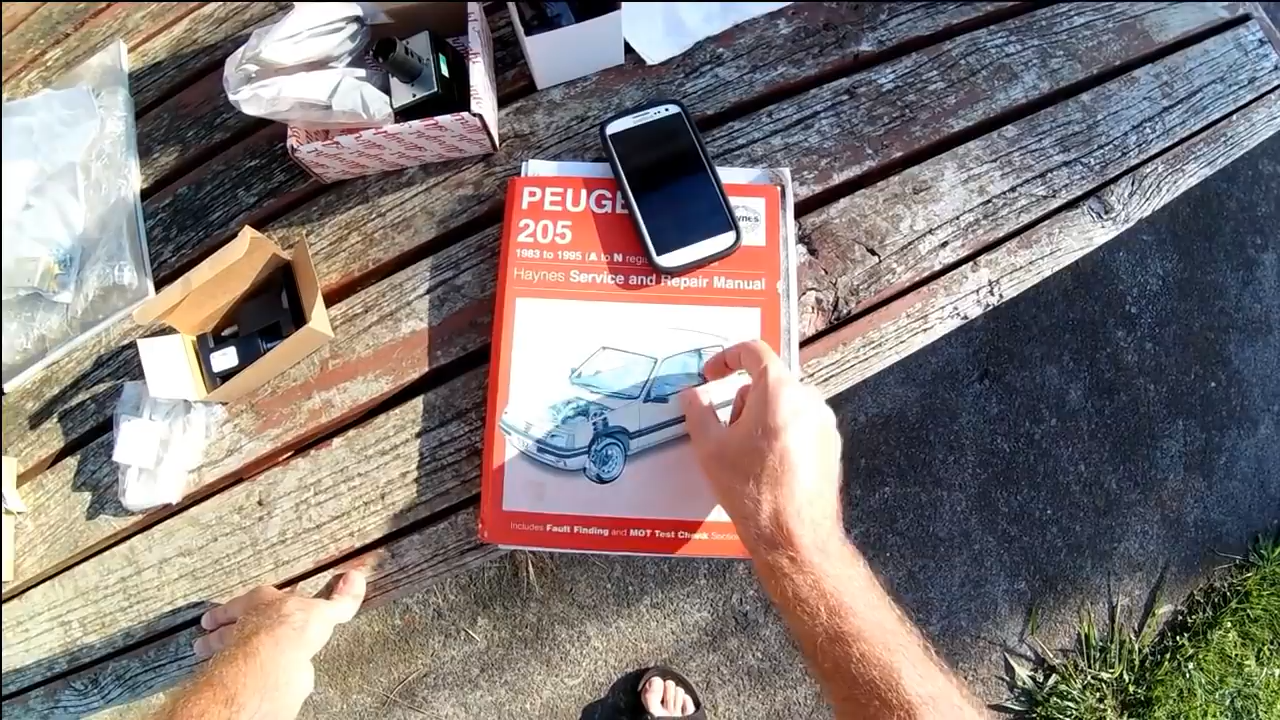 PEUGE
205
1983 to 1995 (A to N regi
Haynes Service and Repair Manual
Includes Fault Finding and MOT Test Check Section